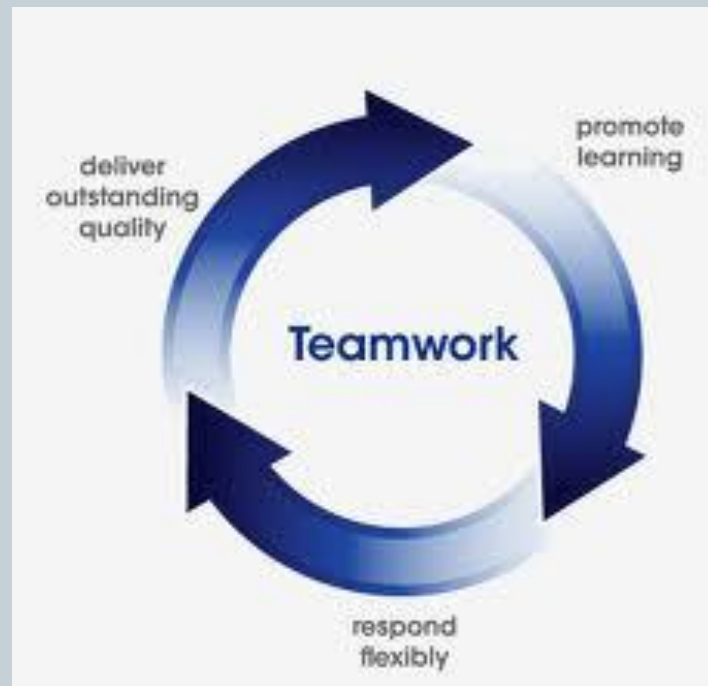 promote
learning
deliver
outstanding
quality
Teamwork
respond
flexibly